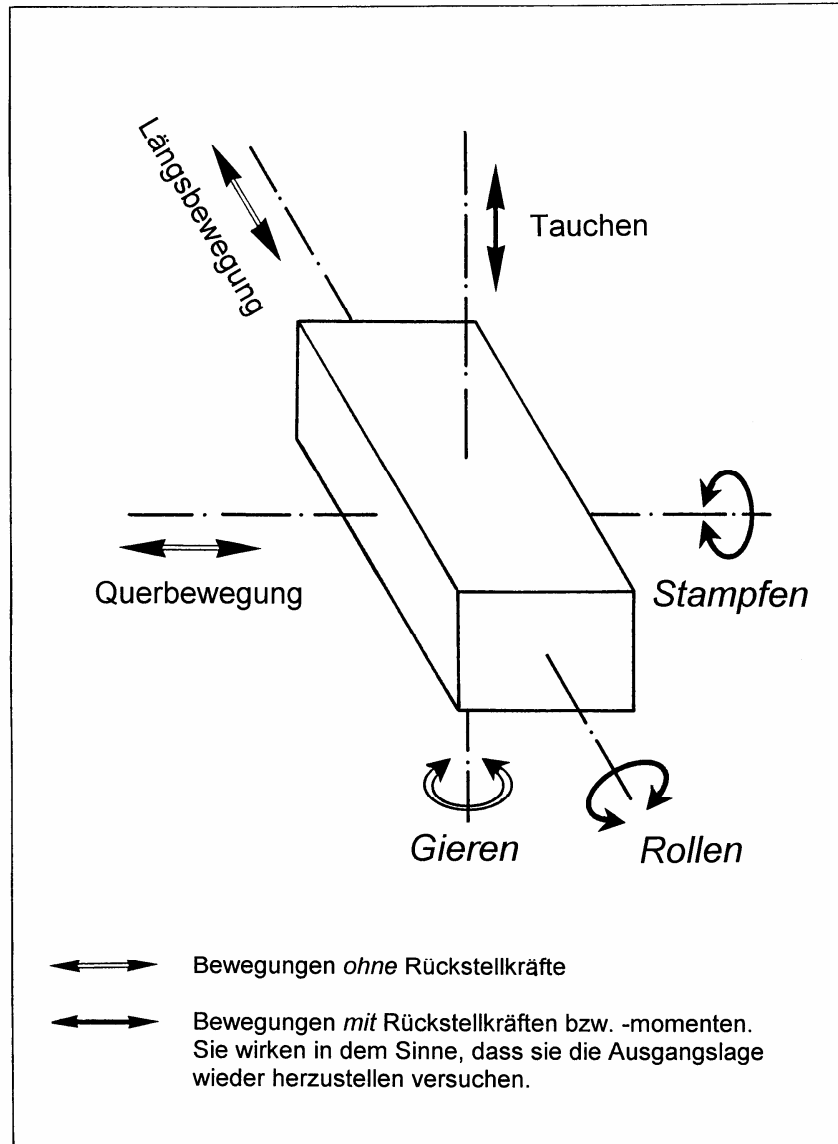 Längsbewegung
Tauchen
Querbewegung
Stampfen
Gieren
Rollen
Bewegungen ohne Rückstellkräfte
Bewegungen mit Rückstellkräften bzw. -momenten.
Sie wirken in dem Sinne, dass sie die Ausgangslage
wieder herzustellen versuchen.